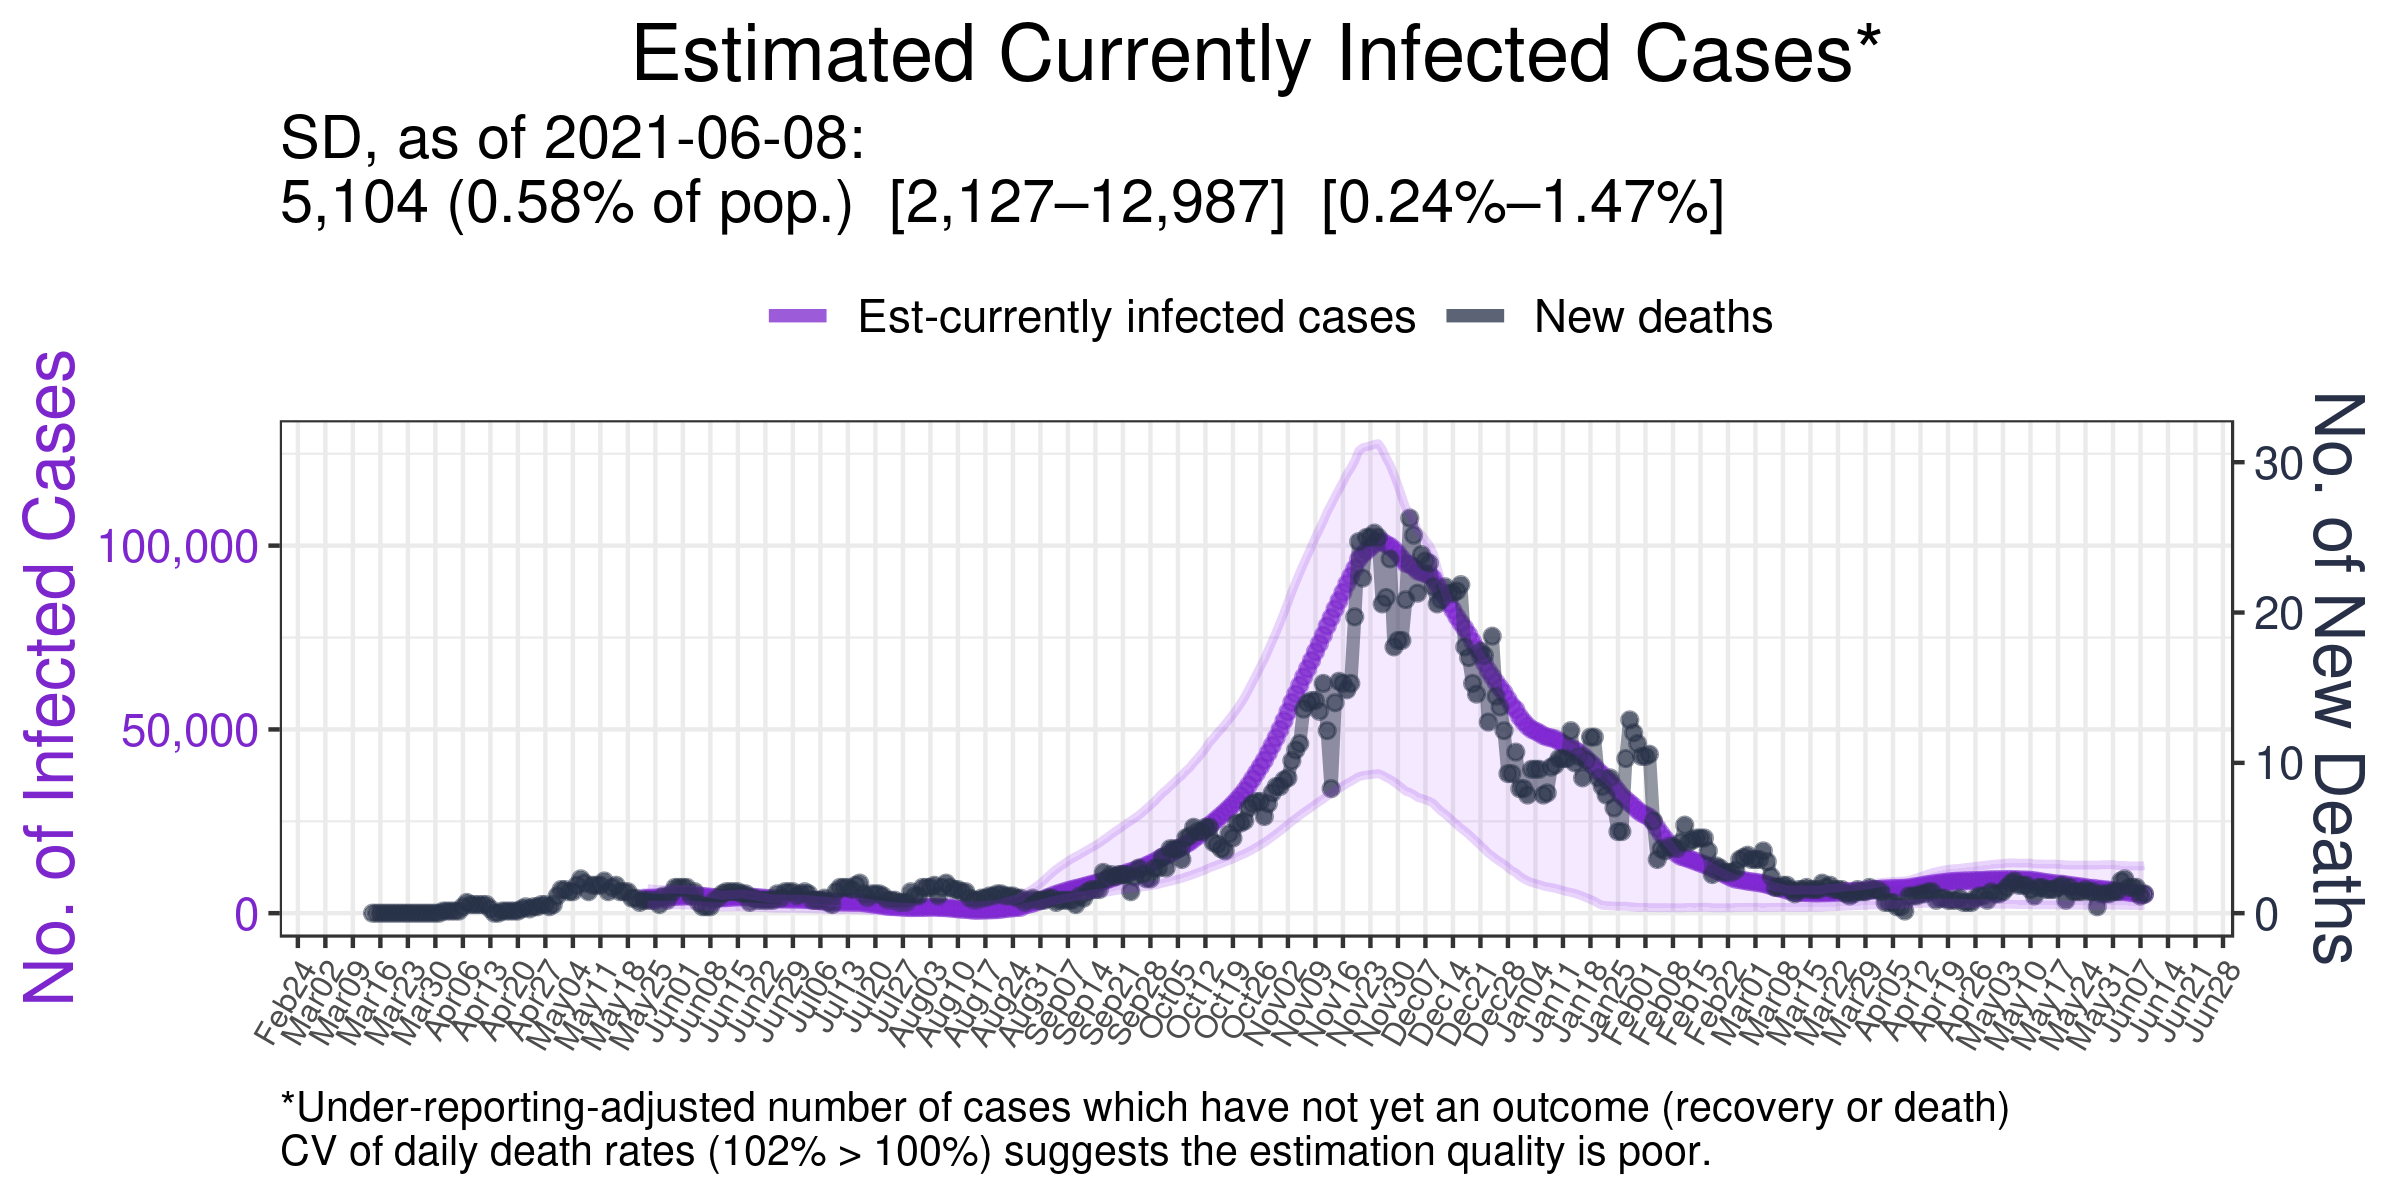 Estimated Currently Infected Cases*
SD, as of 2021-06-08:
5,104 (0.58% of pop.) [2,127–12,987] [0.24%–1.47%]
Est-currently infected cases New deaths
No. of Infected Cases
100,000
50,000
0
30
20
10
0
No. of New Deaths
Feb24 Mar02 Mar09 Mar16 Mar23 Mar30 Apr06 Apr13 Apr20 Apr27 May04 May11 May18 May25 Jun01 Jun08 Jun15 Jun22 Jun29 Jul06 Jul13 Jul20 Jul27 Aug03 Aug10 Aug17 Aug24 Aug31 Sep07 Sep14 Sep21 Sep28 Oct05 Oct12 Oct19 Oct26 Nov02 Nov09 Nov16 Nov23 Nov30 Dec07 Dec14 Dec21 Dec28 Jan04 Jan11 Jan18 Jan25 Feb01 Feb08 Feb15 Feb22 Mar01 Mar08 Mar15 Mar22 Mar29 Apr05 Apr12 Apr19 Apr26 May03 May10 May17 May24 May31 Jun07 Jun14 Jun21 Jun28
*Under-reporting-adjusted number of cases which have not yet an outcome (recovery or death)
CV of daily death rates (102% > 100%) suggests the estimation quality is poor.